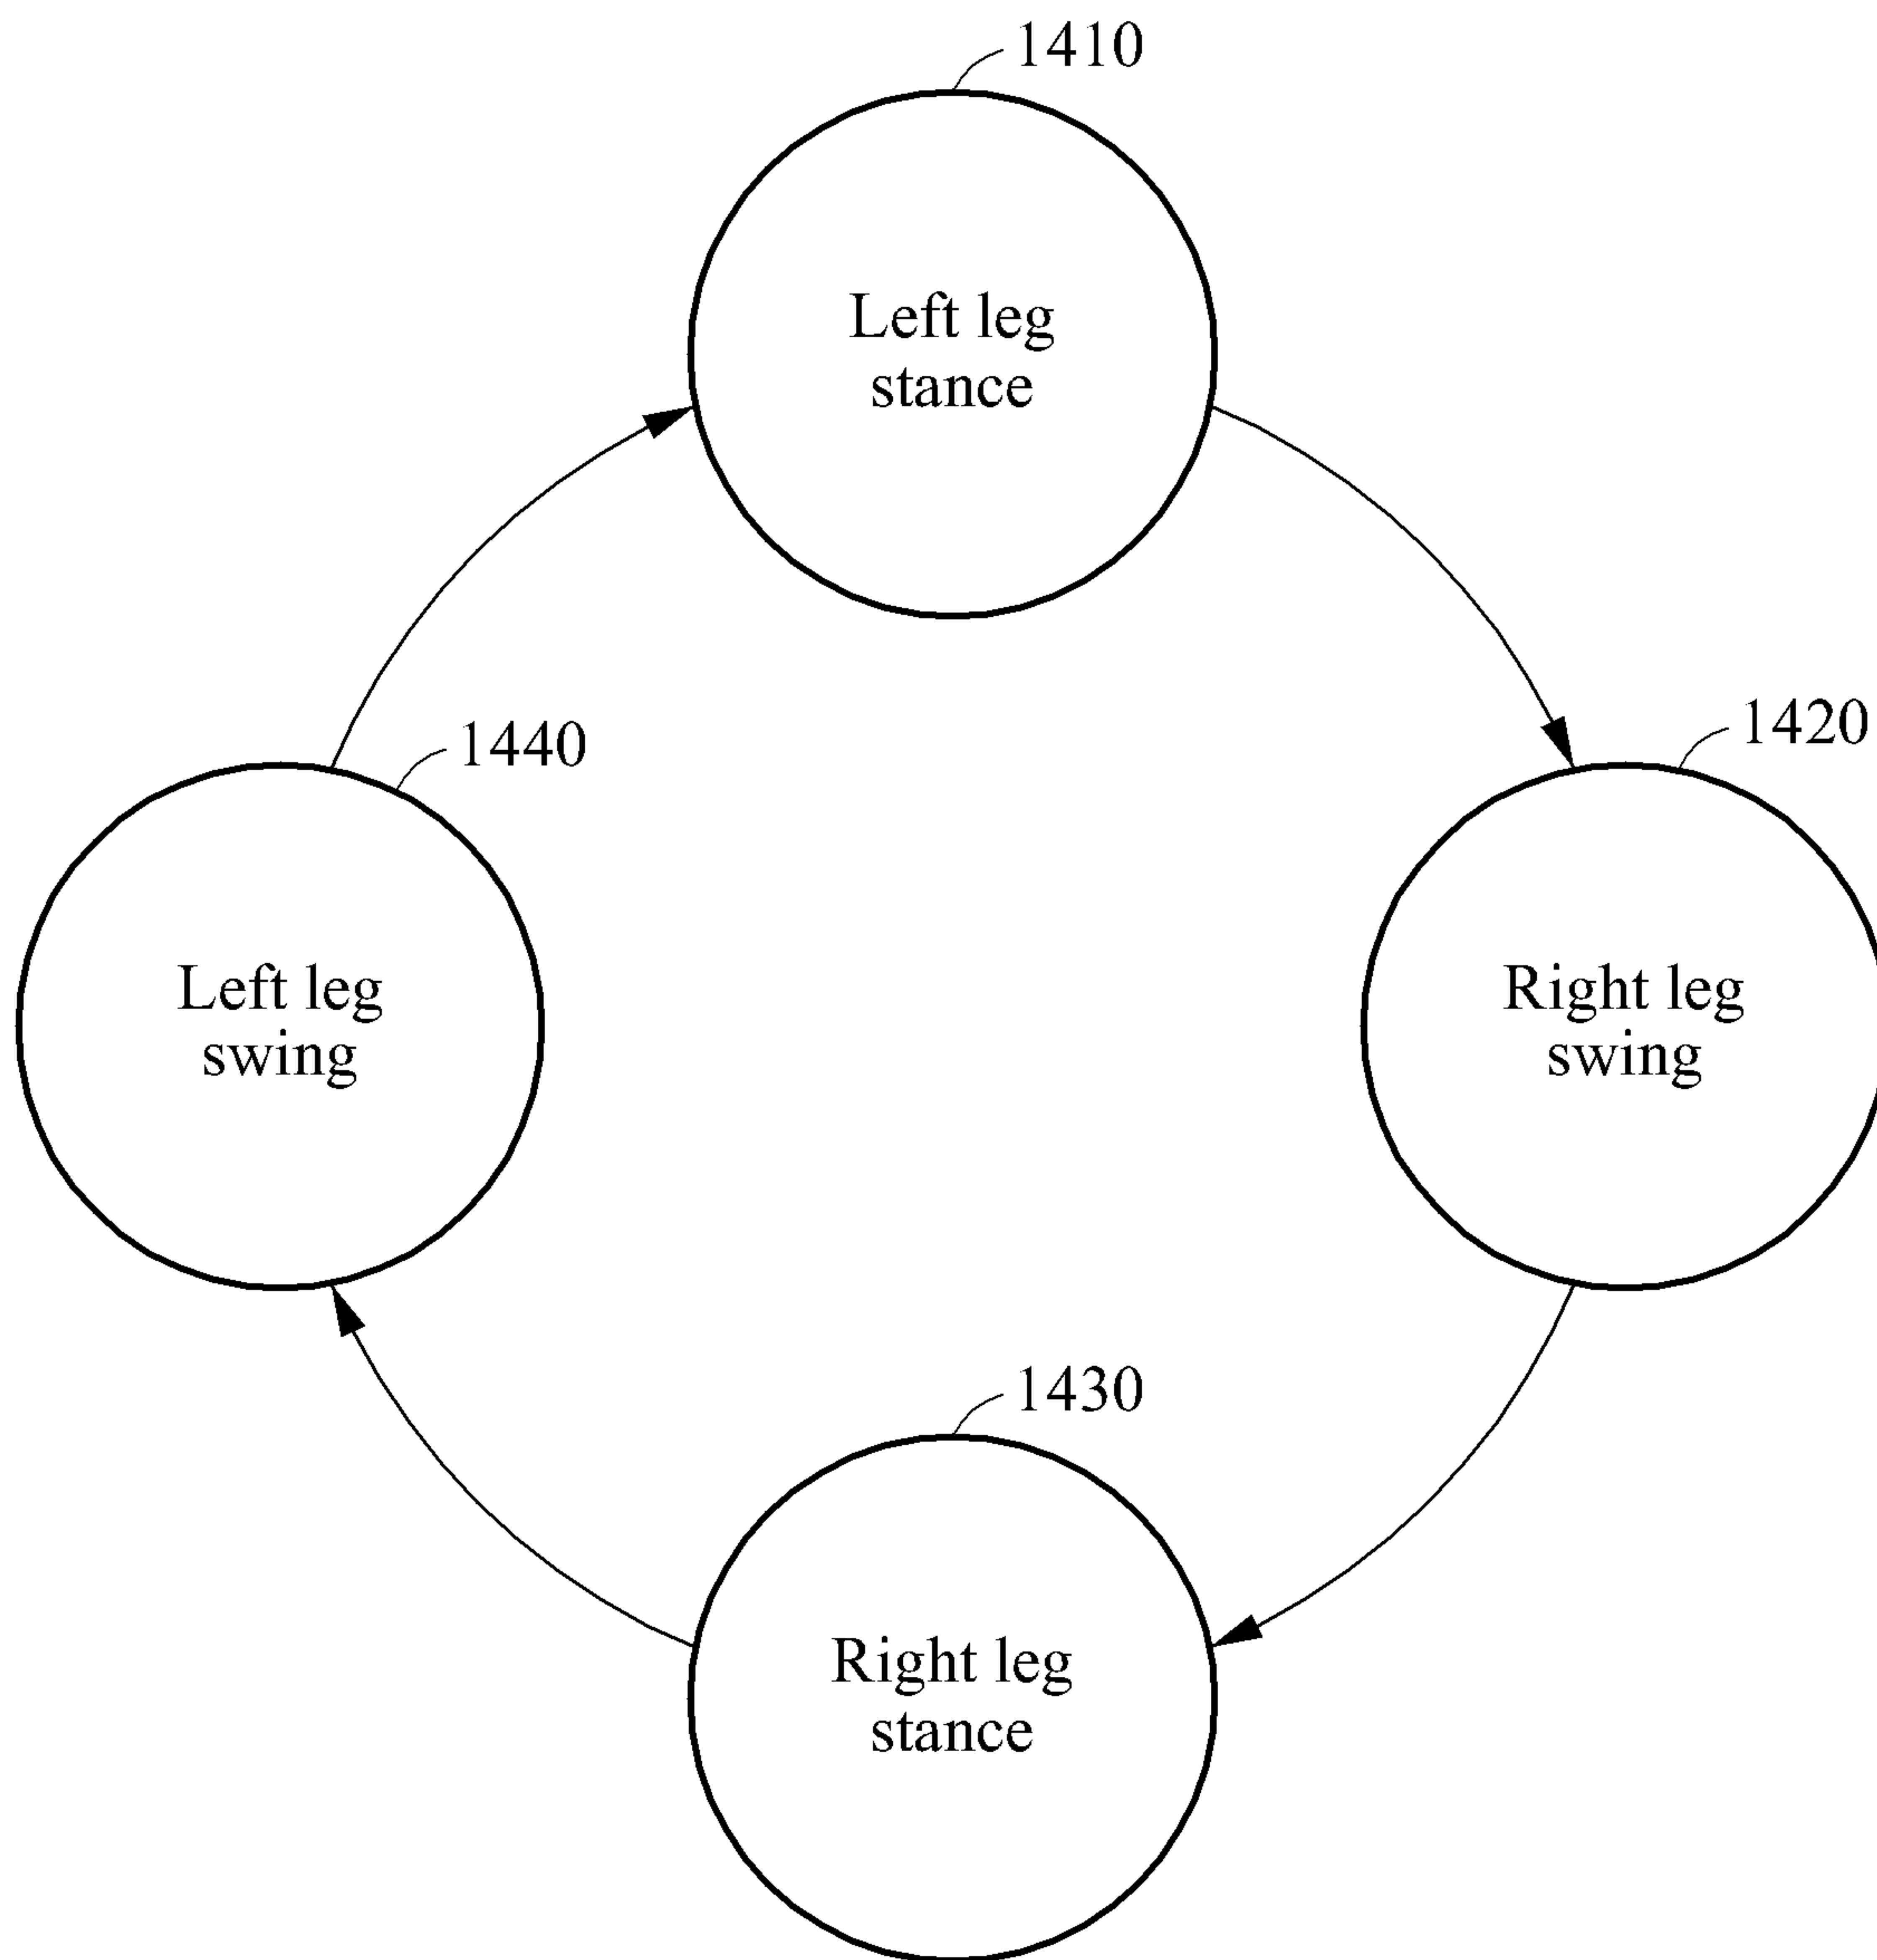 1410
Left leg
stance
1440
1420
Left leg
swing
Right leg
swing
1430
Right leg
stance